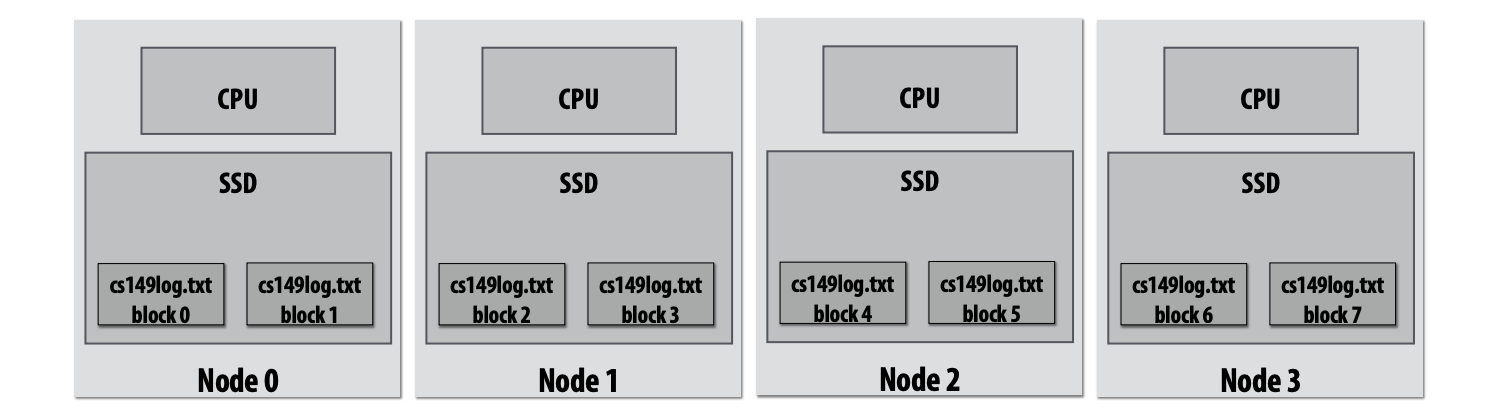 CPU
SSD
cs149log.txt
block 0
cs149log.txt
block 1
Node 0
CPU
SSD
cs149log.txt
block 2
cs149log.txt
block 3
Node 1
CPU
SSD
cs149log.txt
block 4
cs149log.txt
block 5
Node 2
CPU
SSD
cs149log.txt
block 6
cs149log.txt
block 7
Node 3